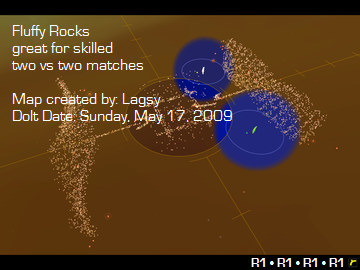 Fluffy Rocks
great for skilled
two vs two matches
Map created by: Lagsy
Dolt Date: Sunday, May 17, 2009
R1 • R1 • R1 • R1 r